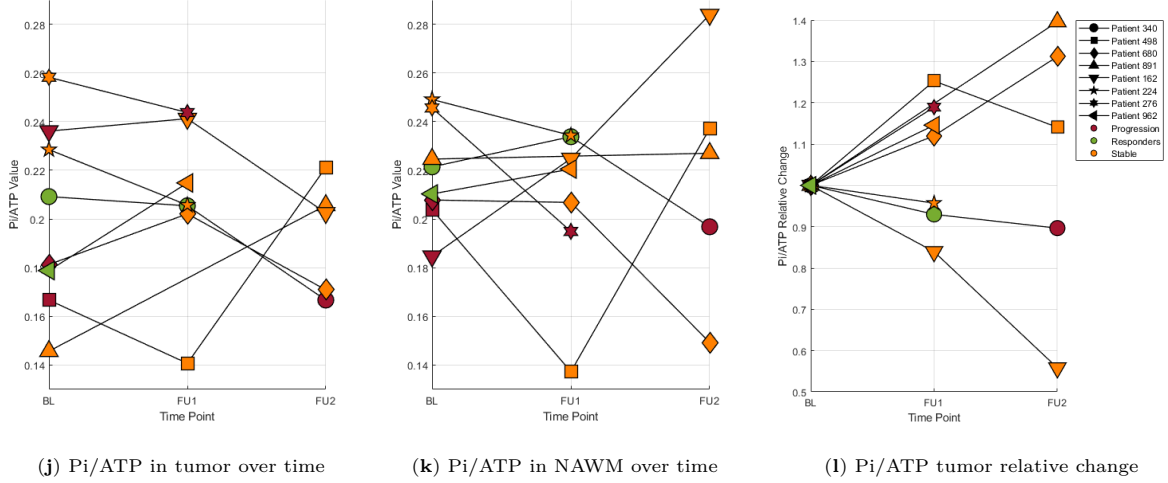 0.28
0.26
0.24
0.22
0.2
0.18
0.16
0.14
Pi/ATP Value
BL
FU1
FU2
Time Point
(j) Pi/ATP in tumor over time
0.28
0.26
0.24
0.22
0.2
0.18
0.16
0.14
Pi/ATP Value
BL
FU1
FU2
Time Point
(k) Pi/ATP in NAWM over time
1.4
1.3
1.2
1.1
1.0
0.9
0.8
0.7
0.6
0.5
Pi/ATP Relative Change
BL
FU1
FU2
Time Point
Patient 340
Patient 498
Patient 680
Patient 891
Patient 162
Patient 224
Patient 276
Patient 962
Progression
Responders
Stable
(l) Pi/ATP tumor relative change